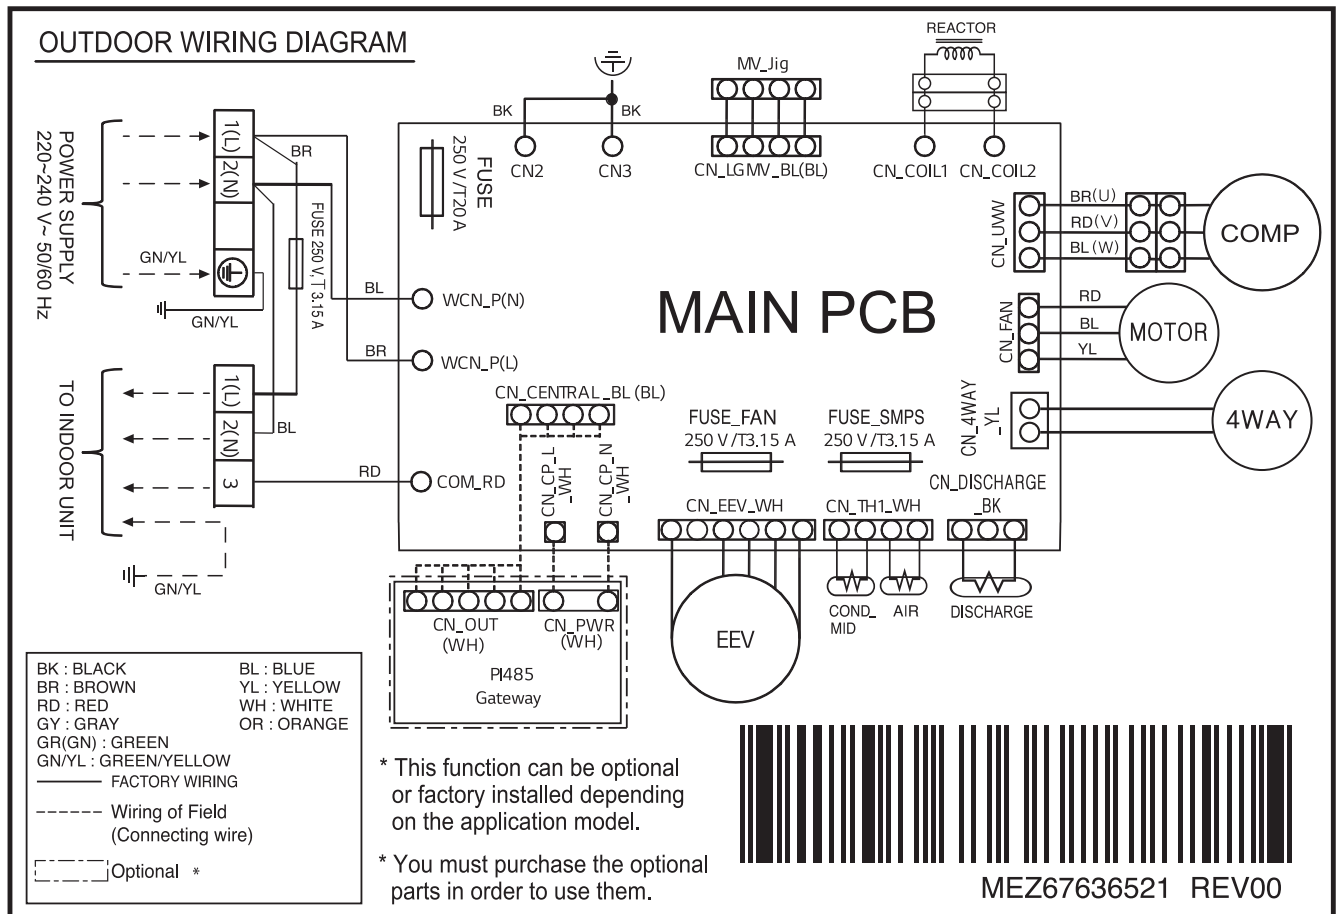 OUTDOOR WIRING DIAGRAM
REACTOR
MV_Jig
BK
BK
CN2
CN3
CN_LGMV_BL(BL)
CN_COIL1
CN_COIL2
POWER SUPPLY
220~240 V~ 50/60 Hz
1(L)
2(N)
BR
FUSE 250 V, T 3.15 A
GN/YL
GN/YL
FUSE
250 V /T20 A
BL
WCN_P(N)
BR
WCN_P(L)
MAIN PCB
CN_UVW
BR(U)
RD(V)
BL(W)
COMP
CN_FAN
RD
BL
YL
MOTOR
CN_4WAY
_YL
4WAY
TO INDOOR UNIT
1(L)
2(N)
3
BL
RD
COM_RD
GN/YL
CN_CENTRAL_BL (BL)
CN_CP_L
_WH
CN_CP_N
_WH
FUSE_FAN
250 V /T3.15 A
FUSE_SMPS
250 V /T3.15 A
CN_EEV_WH
CN_TH1_WH
CN_DISCHARGE
_BK
EEV
COND_
MID
AIR
DISCHARGE
CN_OUT
(WH)
CN_PWR
(WH)
PI485
Gateway
BK : BLACK
BR : BROWN
RD : RED
GY : GRAY
GR(GN) : GREEN
GN/YL : GREEN/YELLOW
BL : BLUE
YL : YELLOW
WH : WHITE
OR : ORANGE
FACTORY WIRING
Wiring of Field
(Connecting wire)
Optional *
* This function can be optional
or factory installed depending
on the application model.
* You must purchase the optional
parts in order to use them.
MEZ67636521 REV00